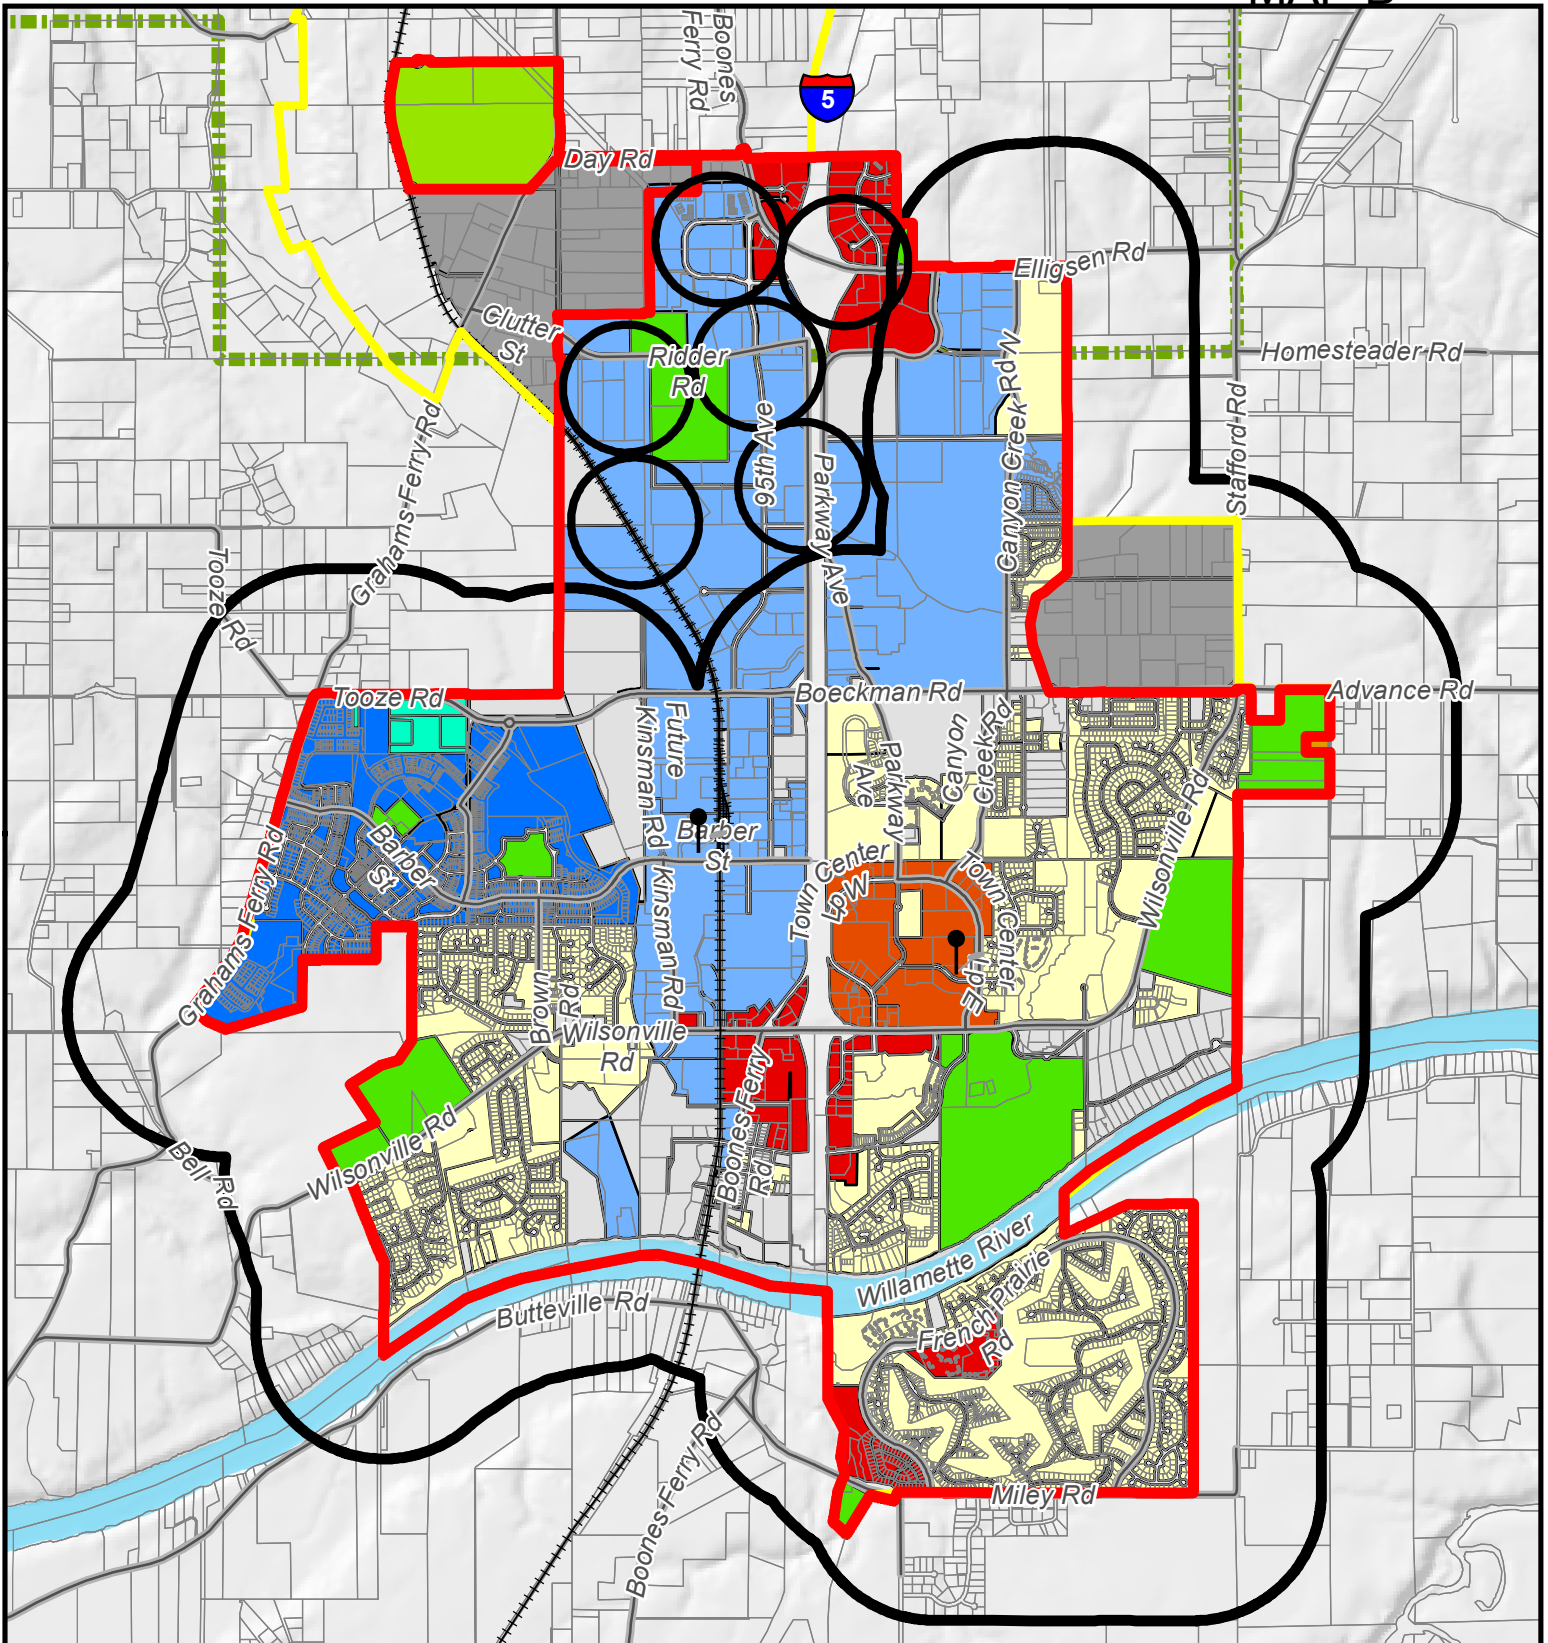 Boones
Ferry Rd
5
Day Rd
Elligsen Rd
Clutter
St
Ridder
Rd
Homesteader Rd
Canyon Creek Rd N
Stafford Rd
95th Ave
Parkway Ave
Grahams Ferry Rd
Tooze Rd
Tooze Rd
Boeckman Rd
Advance Rd
Future
Kinsman Rd
Parkway
Ave
Canyon
Creek Rd
Wilsonville Rd
Barber
St
Barber
St
Town Center
Lp W
Town Center
Lp E
Grahams Ferry Rd
Kinsman Rd
Brown
Rd
Wilsonville
Rd
Boones Ferry
Rd
Wilsonville Rd
Bell Rd
Willamette River
French Prairie
Rd
Butteville Rd
Boones Ferry Rd
Miley Rd